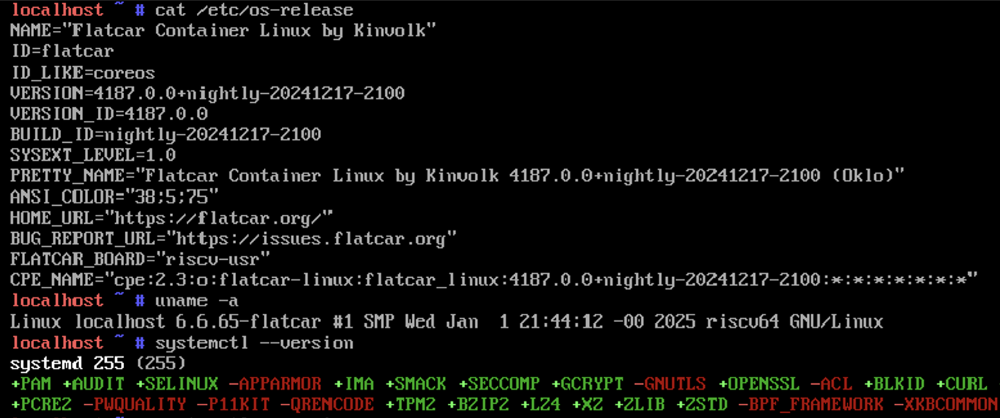 localhost ~ # cat /etc/os-release
NAME="Flatcar Container Linux by Kinvolk"
ID=flatcar
ID_LIKE=coreos
VERSION=4187.0.0+nightly-20241217-2100
VERSION_ID=4187.0.0
BUILD_ID=nightly-20241217-2100
SYSEXT_LEVEL=1.0
PRETTY_NAME="Flatcar Container Linux by Kinvolk 4187.0.0+nightly-20241217-2100 (Oklo)"
ANSI_COLOR="38;5;75"
HOME_URL="https://flatcar.org/"
BUG_REPORT_URL="https://issues.flatcar.org"
FLATCAR_BOARD="riscv-usr"
CPE_NAME="cpe:2.3:o:flatcar-linux:flatcar_linux:4187.0.0+nightly-20241217-2100:*:*:*:*:*:*:*"
localhost ~ # uname -a
Linux localhost 6.6.65-flatcar #1 SMP Wed Jan  1 21:44:12 -00 2025 riscv64 GNU/Linux
localhost ~ # systemctl --version
systemd 255 (255)
+PAM +AUDIT +SELINUX -APPARMOR +IMA +SMACK +SECCOMP +GCRYPT -GNUTLS +OPENSSL -ACL +BLKID +CURL
+PCRE2 -PWQUALITY -P11KIT -QRENCODE +TPM2 +BZIP2 +LZ4 +XZ +ZLIB +ZSTD -BPF_FRAMEWORK -XKBCOMMON